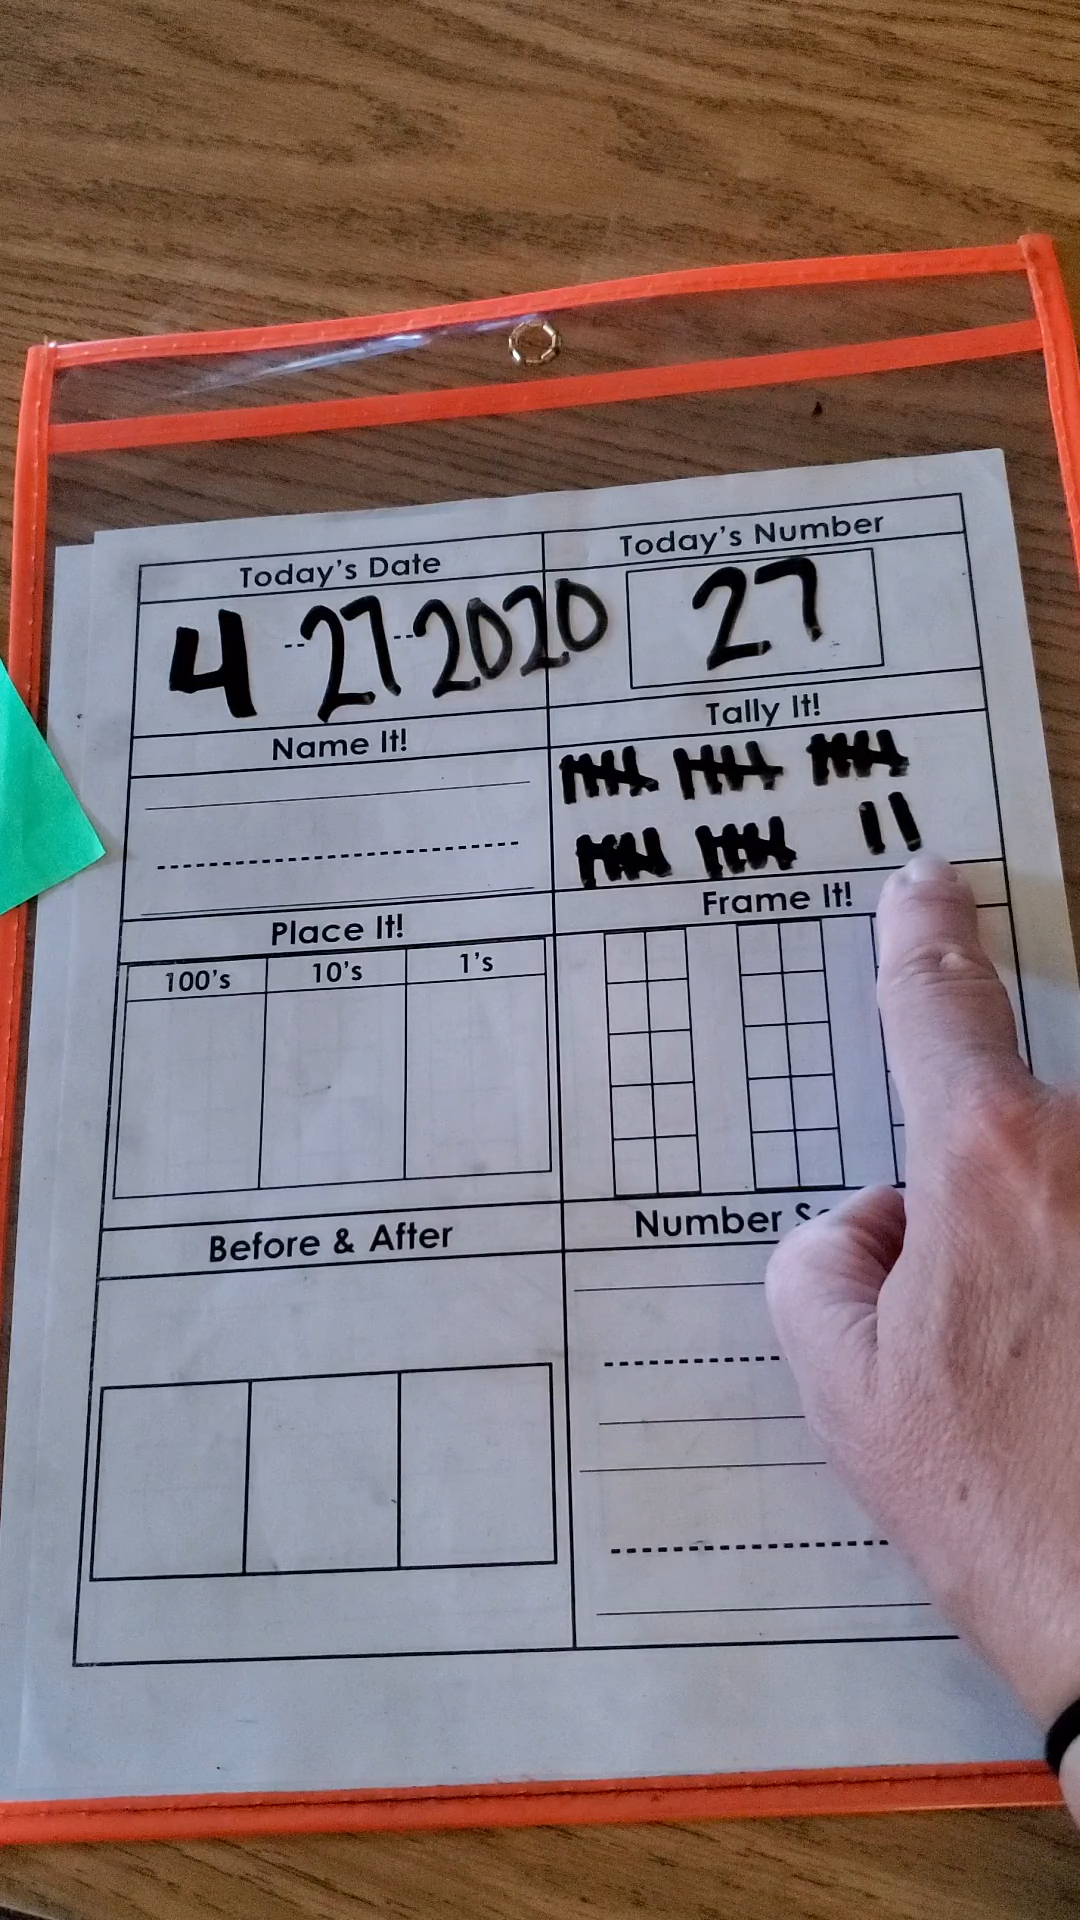 Today's Date
4 -- 27 -- 2020
Today's Number
27
Name It!
Tally It!
Place It!
100's 10's 1's
Frame It!
Before & After
Number